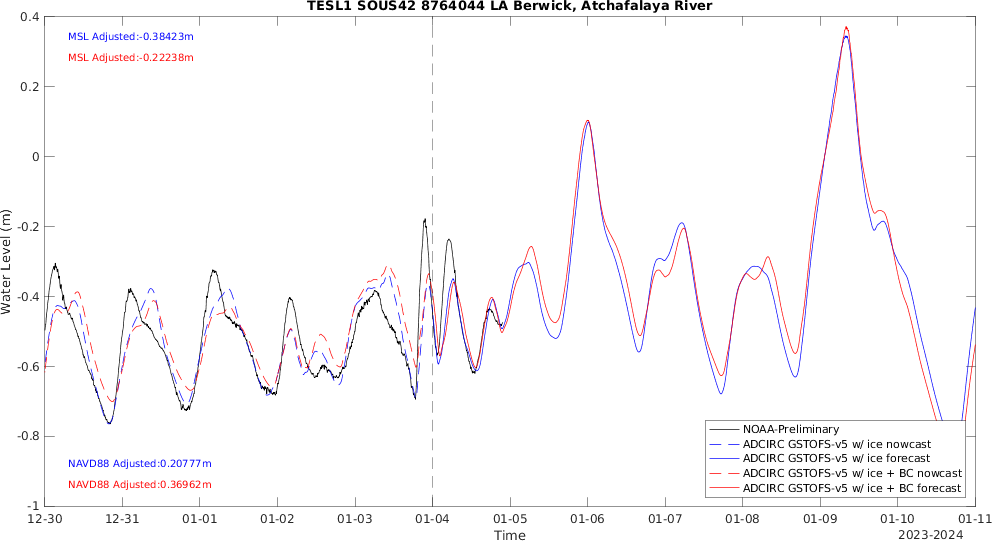 TESL1 SOUS42 8764044 LA Berwick, Atchafalaya River
0.4
MSL Adjusted:-0.38423m
MSL Adjusted:-0.22238m
0.2
0
-0.2
Water Level (m)
-0.4
-0.6
-0.8
NOAA-Preliminary
ADCIRC GSTOFS-v5 w/ ice nowcast
ADCIRC GSTOFS-v5 w/ ice forecast
ADCIRC GSTOFS-v5 w/ ice + BC nowcast
ADCIRC GSTOFS-v5 w/ ice + BC forecast
NAVD88 Adjusted:0.20777m
NAVD88 Adjusted:0.36962m
-1
12-30 12-31 01-01 01-02 01-03 01-04 01-05 01-06 01-07 01-08 01-09 01-10 01-11
Time
2023-2024